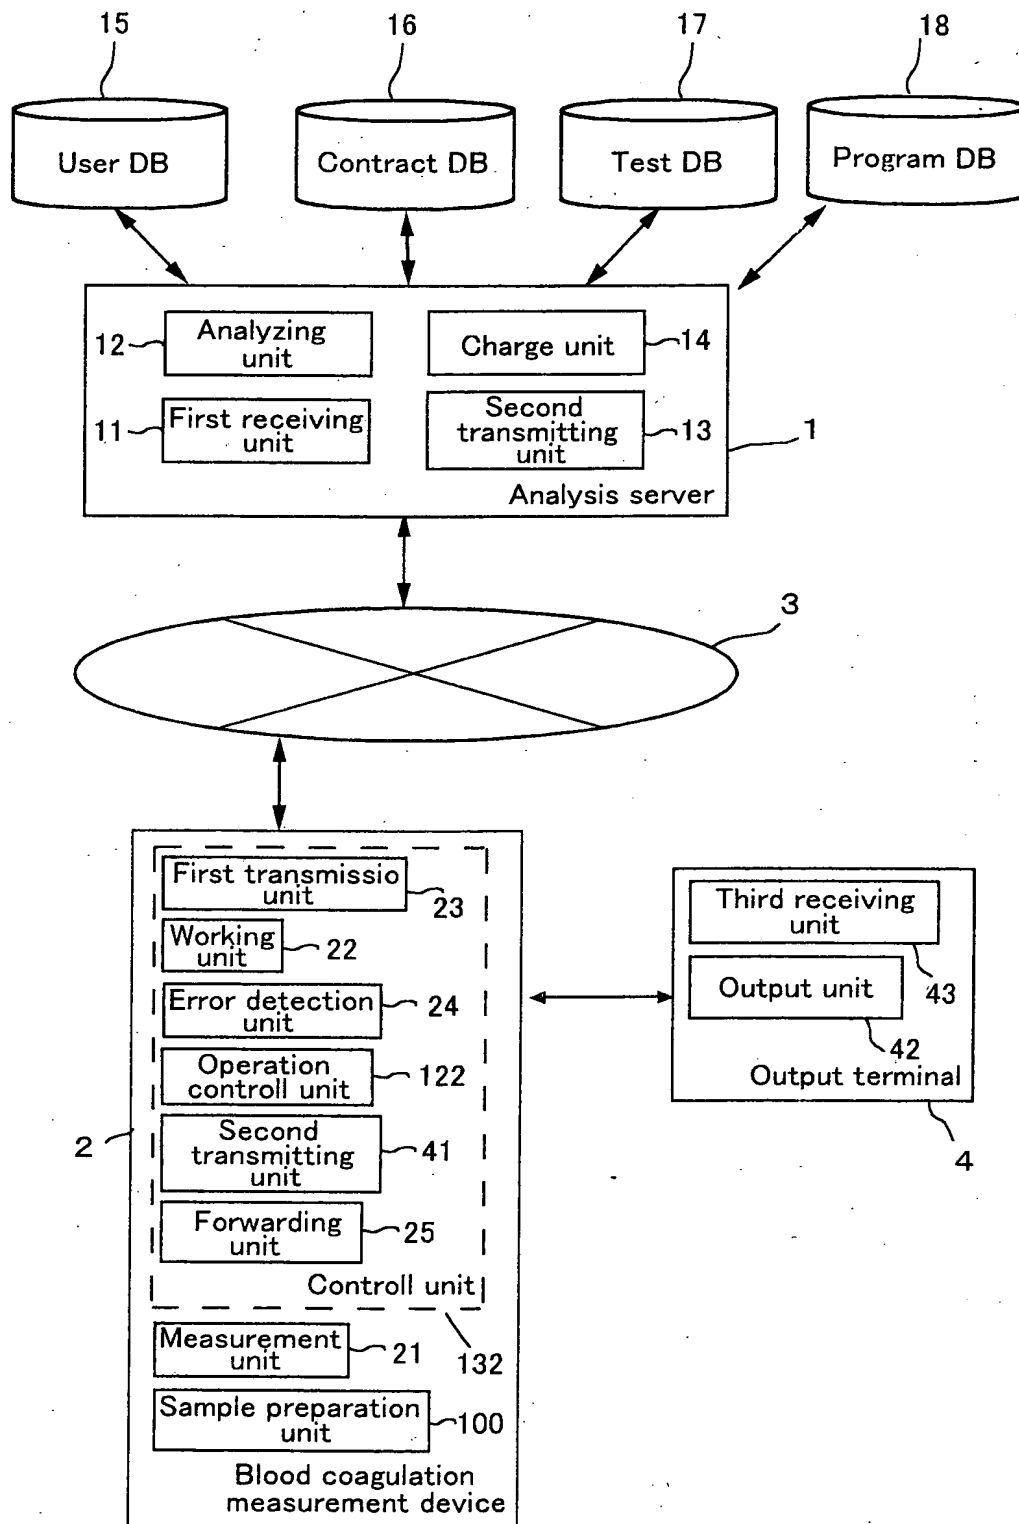 15
16
17
18
User DB
Contract DB
Test DB
Program DB
12
Analyzing
unit
Charge unit
14
11
First receiving
unit
Second
transmitting
unit
13
1
Analysis server
3
First transmissio
unit
23
Working
unit
22
Error detection
unit
24
Operation
controll unit
122
2
Second
transmitting
unit
41
Forwarding
unit
25
Controll unit
132
Measurement
unit
21
Sample preparation
unit
100
Blood coagulation
measurement device
Third receiving
unit
43
Output unit
42
Output terminal
4